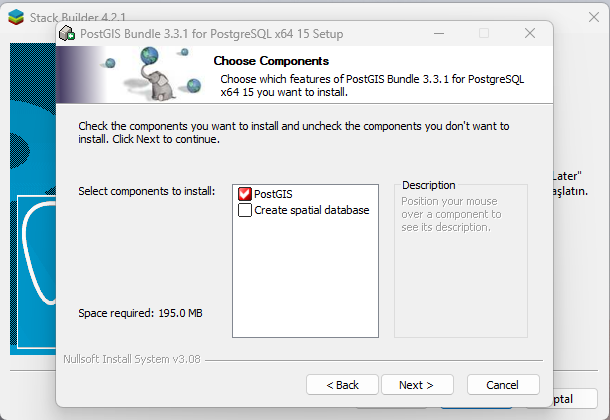 Stack Builder 4.2.1
PostGIS Bundle 3.3.1 for PostgreSQL x64 15 Setup
Choose Components
Choose which features of PostGIS Bundle 3.3.1 for PostgreSQL
x64 15 you want to install.
Check the components you want to install and uncheck the components you don't want to
install. Click Next to continue.
Select components to install:
PostGIS
Create spatial database
Description
Position your mouse
over a component to
see its description.
Space required: 195.0 MB
Nullsoft Install System v3.08
< Back
Next >
Cancel
Later"